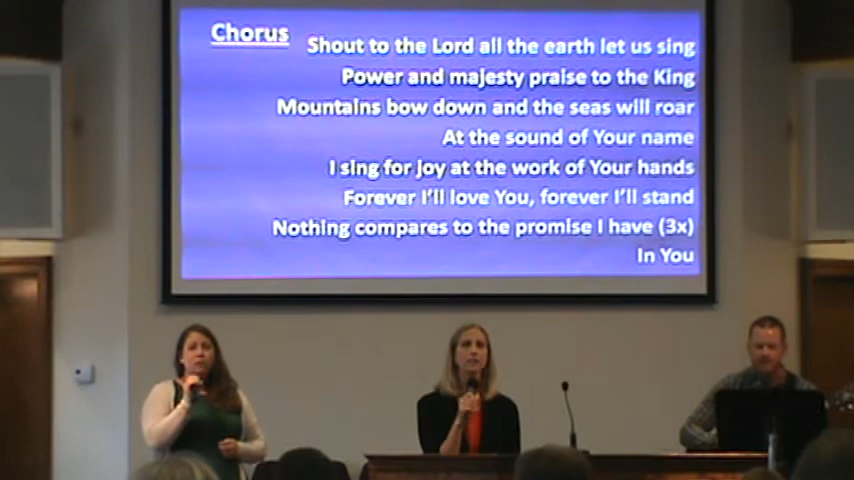 Chorus
Shout to the Lord all the earth let us sing
Power and majesty praise to the King
Mountains bow down and the seas will roar
At the sound of Your name
I sing for joy at the work of Your hands
Forever I'll love You, forever I'll stand
Nothing compares to the promise I have (3x)
In You